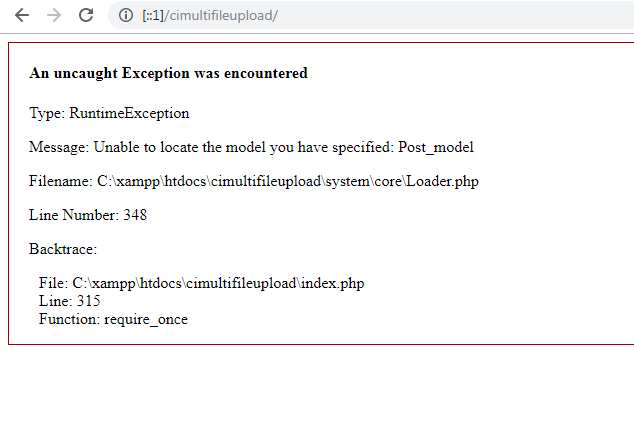 [::1]/cimultifileupload/
An uncaught Exception was encountered
Type: RuntimeException
Message: Unable to locate the model you have specified: Post_model
Filename: C:\xampp\htdocs\cimultifileupload\system\core\Loader.php
Line Number: 348
Backtrace:
File: C:\xampp\htdocs\cimultifileupload\index.php
Line: 315
Function: require_once